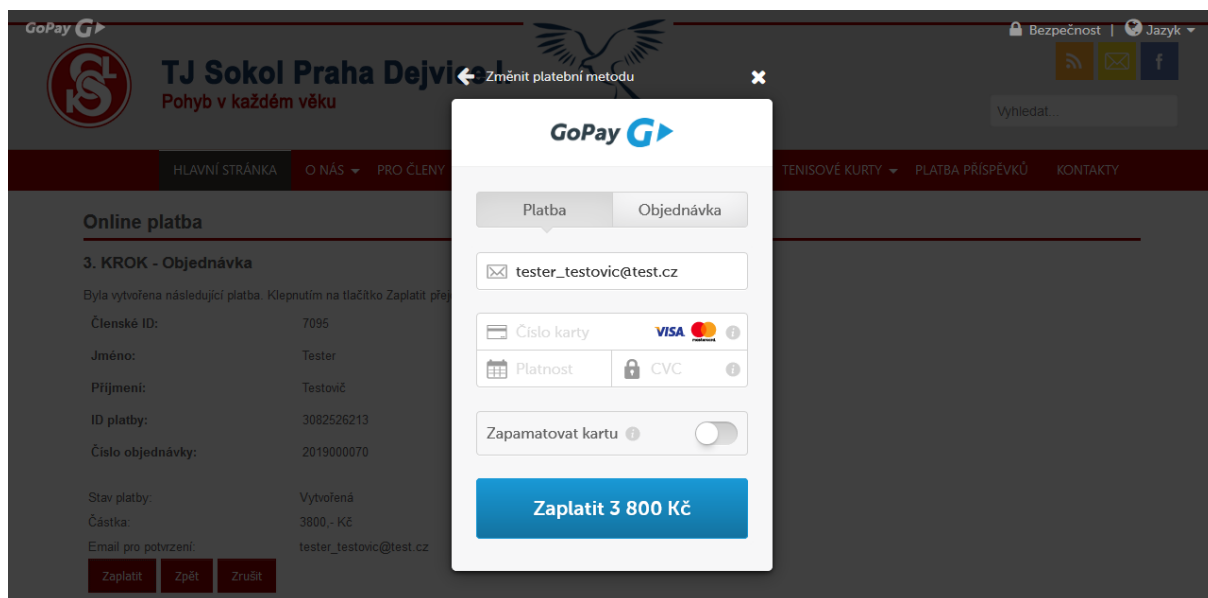 GoPay
Bezpečnost | Jazyk
TJ Sokol Praha Dejvice I
Pohyb v každém věku
Vyhledat...
Změnit platební metodu
HLAVNÍ STRÁNKA O NÁS PRO ČLENY TENISOVÉ KURTY PLATBA PŘÍSPĚVKŮ KONTAKTY
Online platba
3. KROK - Objednávka
Byla vytvořena následující platba. Klepnutím na tlačítko Zaplatit
Členské ID: 7095
Jméno: Tester
Příjmení: Testovič
ID platby: 3082526213
Číslo objednávky: 2019000070
Stav platby: Vytvořená
Částka: 3800,- Kč
Email pro potvrzení: tester_testovic@test.cz
Zaplatit Zpět Zrušit
GoPay
Platba Objednávka
tester_testovic@test.cz
Číslo karty VISA mastercard
Platnost CVC
Zapamatovat kartu
Zaplatit 3 800 Kč